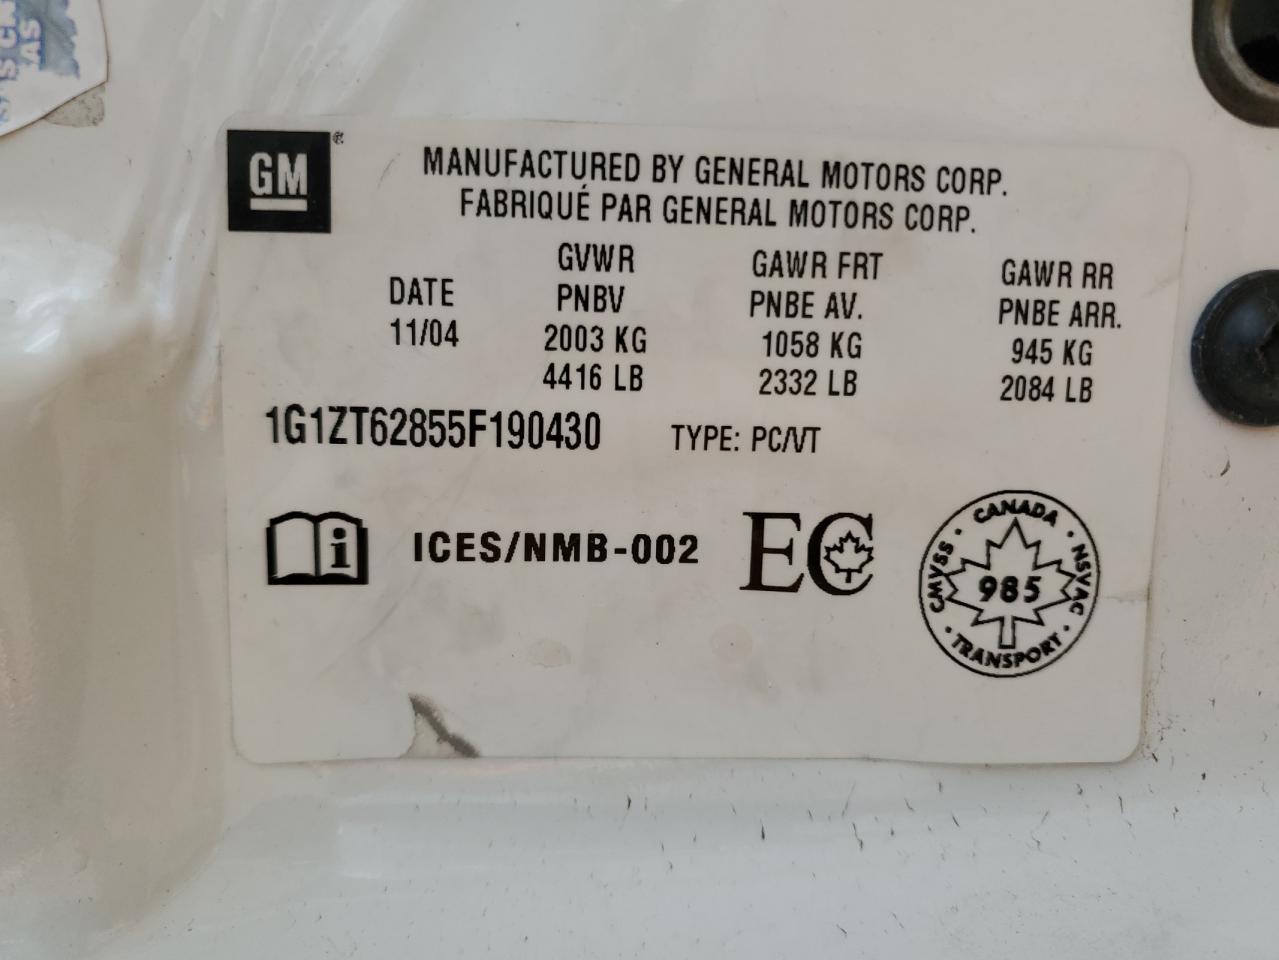 S CR
AS
GM
MANUFACTURED BY GENERAL MOTORS CORP.
FABRIQUÉ PAR GENERAL MOTORS CORP.
DATE GVWR GAWR FRT GAWR RR
PNBV PNBE AV. PNBE ARR.
11/04 2003 KG 1058 KG 945 KG
4416 LB 2332 LB 2084 LB
1G1ZT62855F190430 TYPE: PC/VT
i ICES/NMB-002 EC
CANADA
CMVSS · NSVAC
985
TRANSPORT